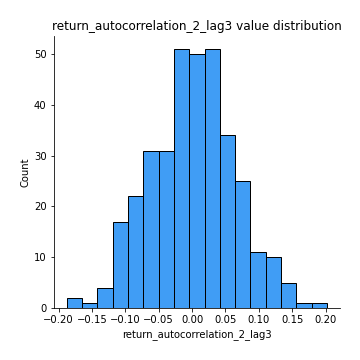 return_autocorrelation_2_lag3 value distribution
50
40
30
20
10
0
Count
−0.20 −0.15 −0.10 −0.05 0.00 0.05 0.10 0.15 0.20
return_autocorrelation_2_lag3